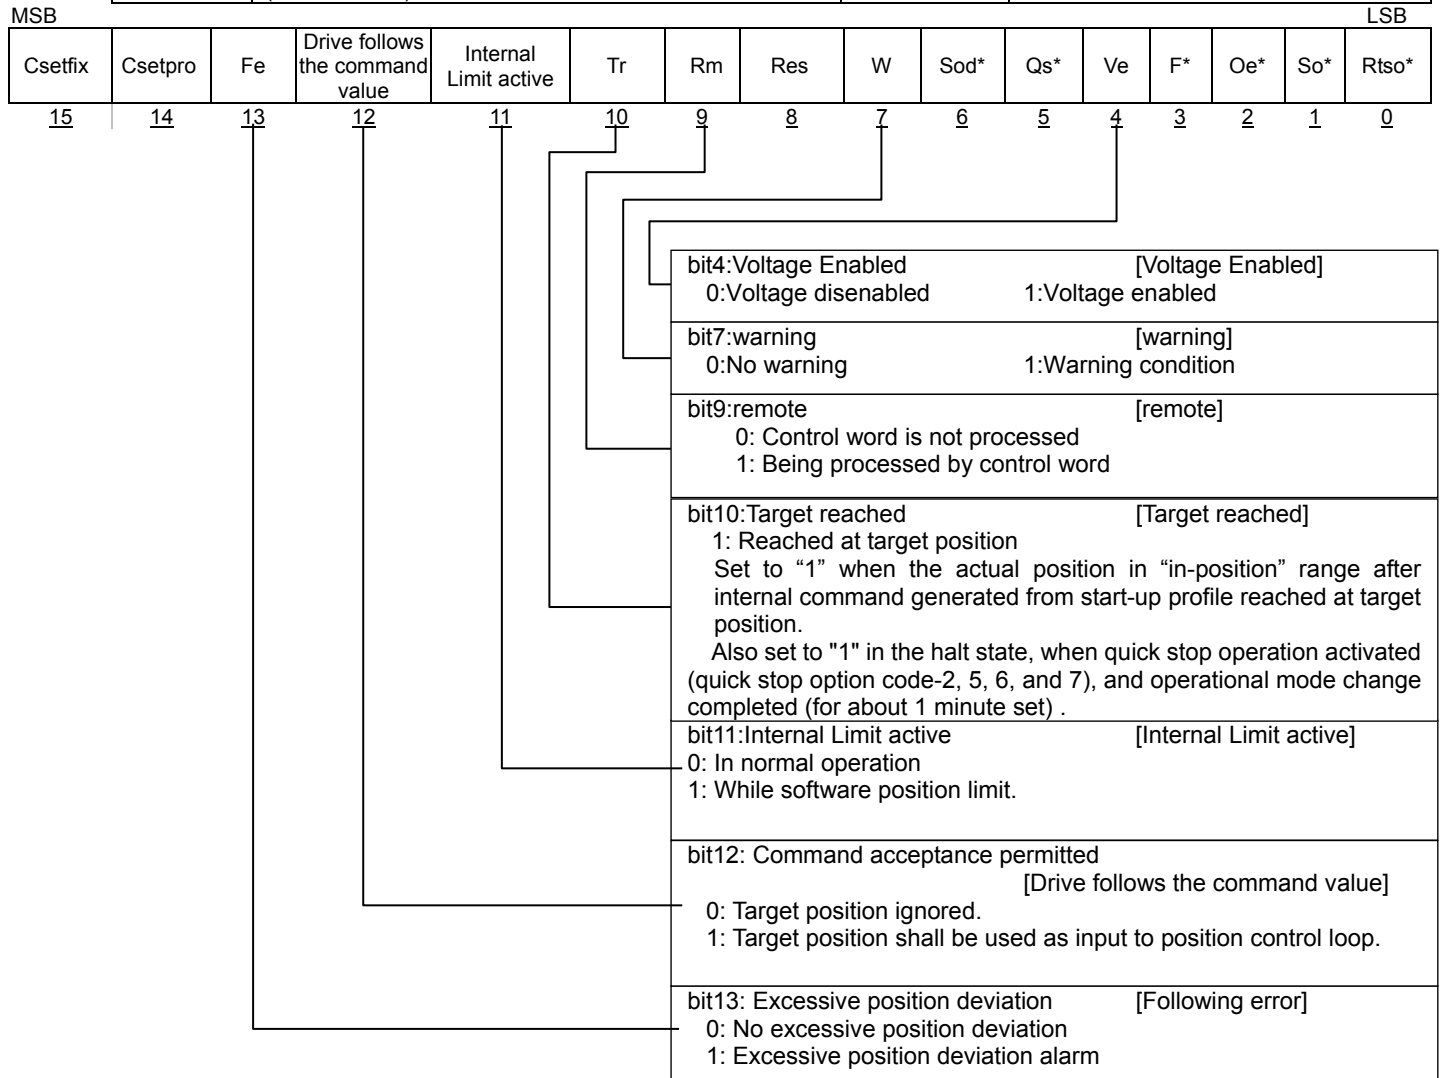 MSB LSB
Csetfix Csetpro Fe Drive follows the command value Internal Limit active Tr Rm Res W Sod* Qs* Ve F* Oe* So* Rtso*
15 14 13 12 11 10 9 8 7 6 5 4 3 2 1 0
bit4:Voltage Enabled [Voltage Enabled]
0:Voltage disenabled 1:Voltage enabled
bit7:warning [warning]
0:No warning 1:Warning condition
bit9:remote [remote]
0: Control word is not processed
1: Being processed by control word
bit10:Target reached [Target reached]
1: Reached at target position
Set to “1” when the actual position in “in-position” range after
internal command generated from start-up profile reached at target
position.
Also set to "1" in the halt state, when quick stop operation activated
(quick stop option code-2, 5, 6, and 7), and operational mode change
completed (for about 1 minute set) .
bit11:Internal Limit active [Internal Limit active]
0: In normal operation
1: While software position limit.
bit12: Command acceptance permitted
[Drive follows the command value]
0: Target position ignored.
1: Target position shall be used as input to position control loop.
bit13: Excessive position deviation [Following error]
0: No excessive position deviation
1: Excessive position deviation alarm